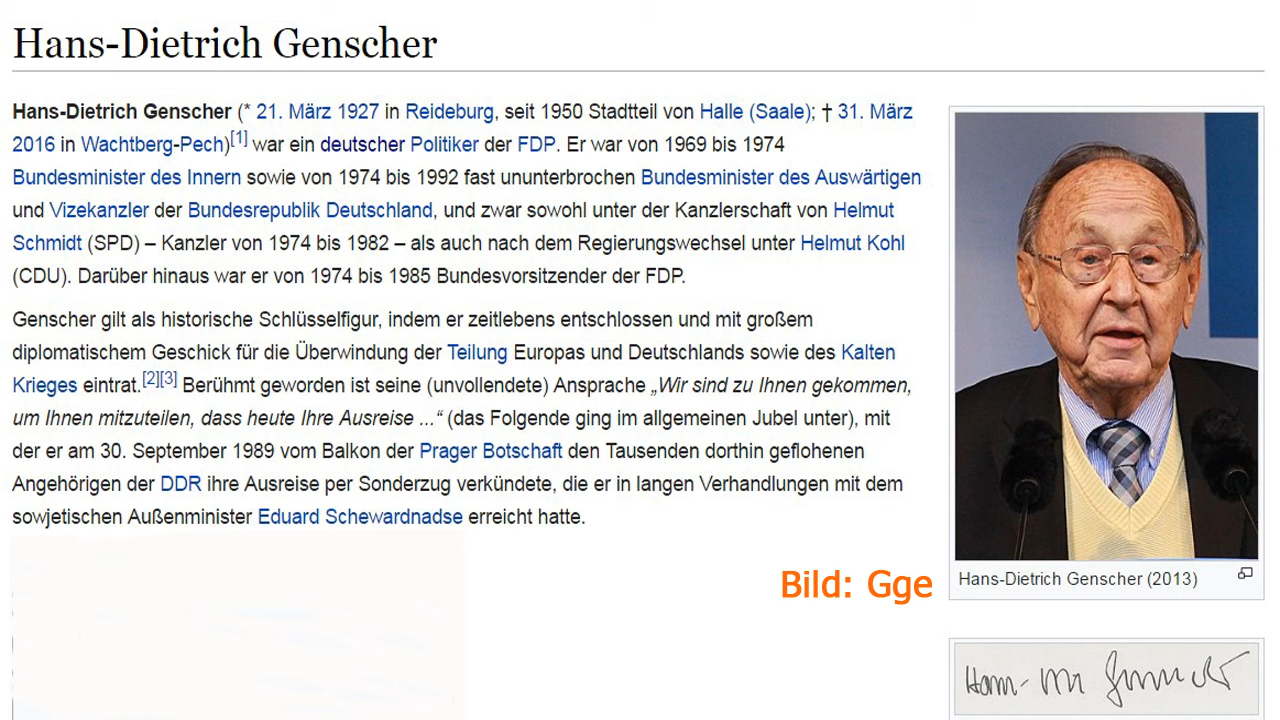 Hans-Dietrich Genscher
Hans-Dietrich Genscher (* 21. März 1927 in Reideburg, seit 1950 Stadtteil von Halle (Saale); † 31. März
2016 in Wachtberg-Pech)[1] war ein deutscher Politiker der FDP. Er war von 1969 bis 1974
Bundesminister des Innern sowie von 1974 bis 1992 fast ununterbrochen Bundesminister des Auswärtigen
und Vizekanzler der Bundesrepublik Deutschland, und zwar sowohl unter der Kanzlerschaft von Helmut
Schmidt (SPD) – Kanzler von 1974 bis 1982 – als auch nach dem Regierungswechsel unter Helmut Kohl
(CDU). Darüber hinaus war er von 1974 bis 1985 Bundesvorsitzender der FDP.
Genscher gilt als historische Schlüsselfigur, indem er zeitlebens entschlossen und mit großem
diplomatischem Geschick für die Überwindung der Teilung Europas und Deutschlands sowie des Kalten
Krieges eintrat.[2][3] Berühmt geworden ist seine (unvollendete) Ansprache „Wir sind zu Ihnen gekommen,
um Ihnen mitzuteilen, dass heute Ihre Ausreise ...“ (das Folgende ging im allgemeinen Jubel unter), mit
der er am 30. September 1989 vom Balkon der Prager Botschaft den Tausenden dorthin geflohenen
Angehörigen der DDR ihre Ausreise per Sonderzug verkündete, die er in langen Verhandlungen mit dem
sowjetischen Außenminister Eduard Schewardnadse erreicht hatte.
Bild: Gge
Hans-Dietrich Genscher (2013)